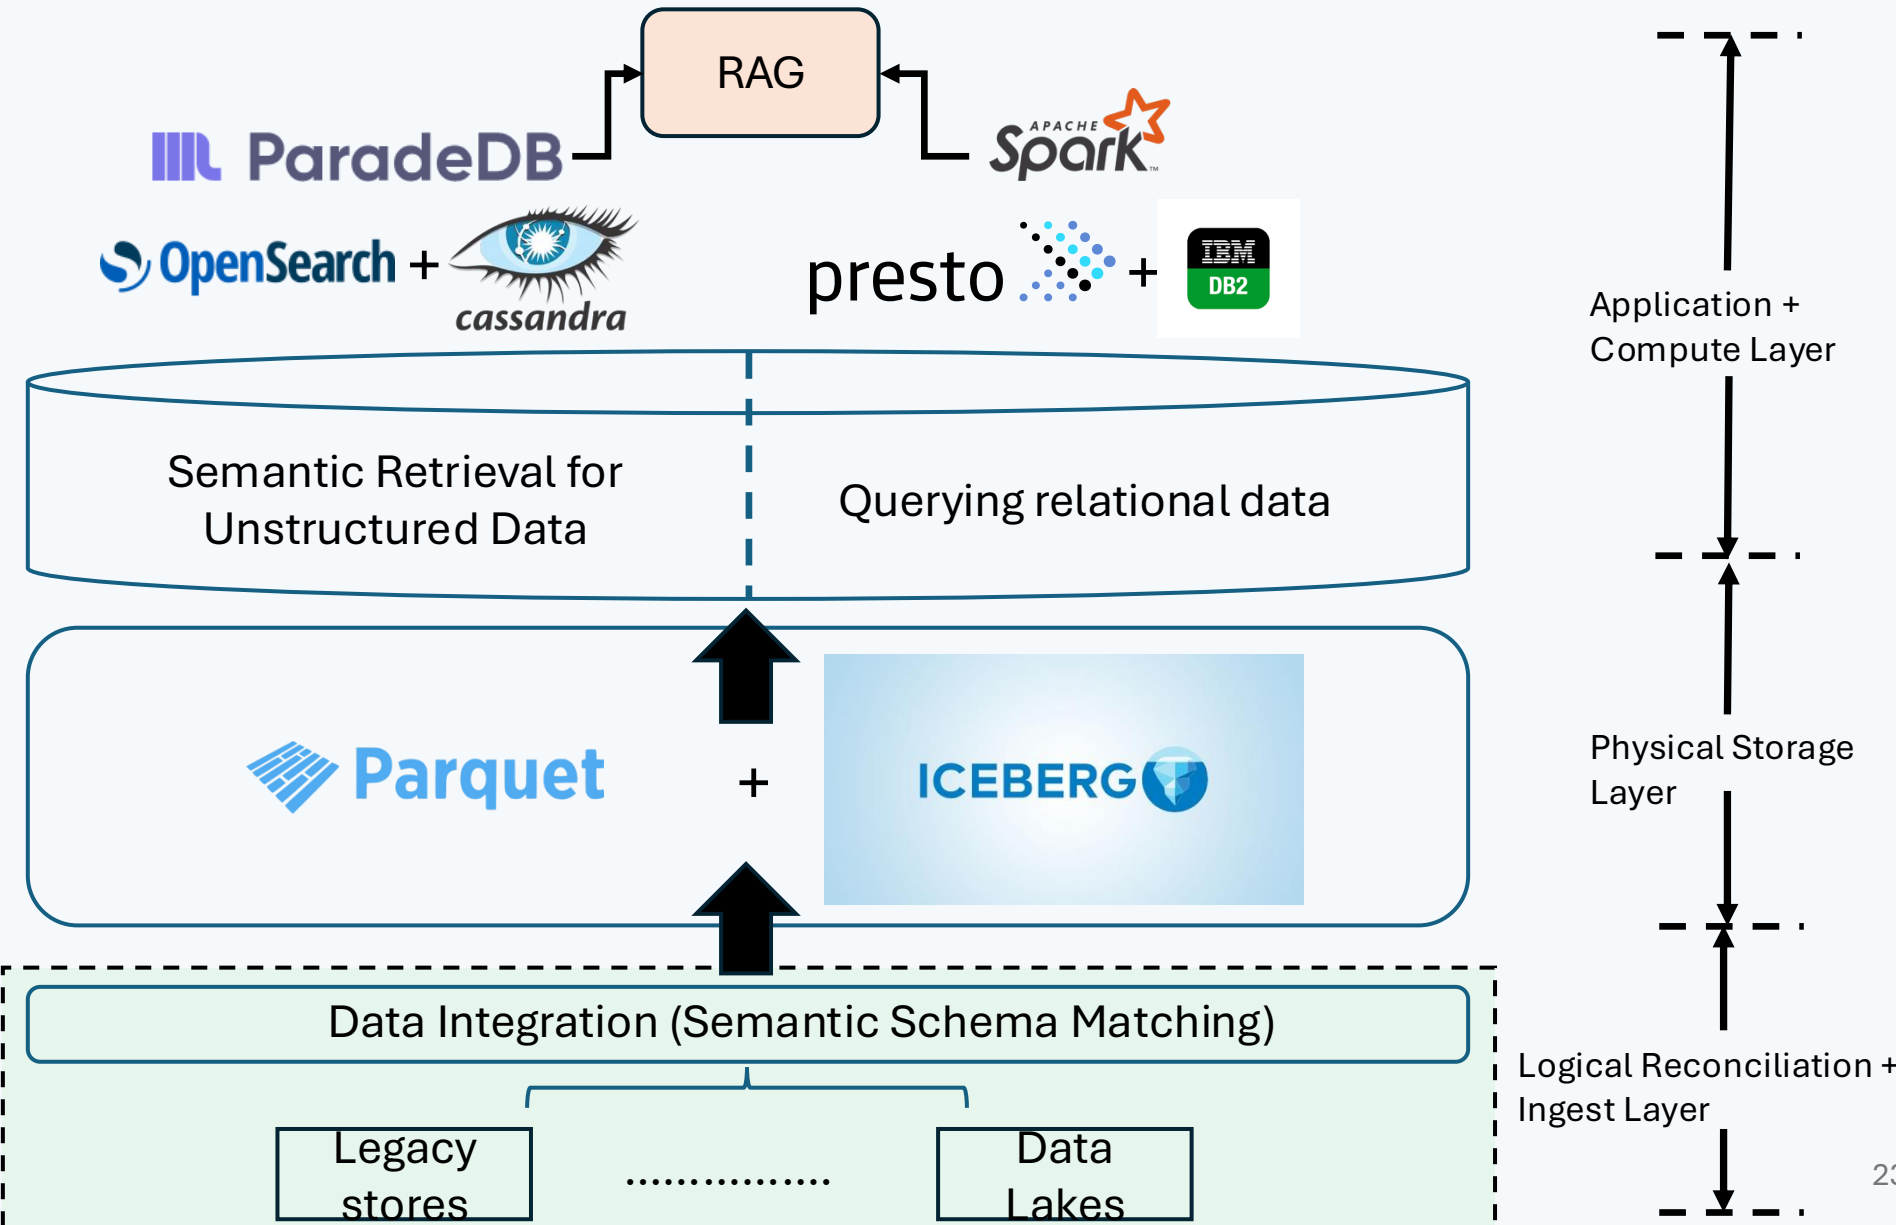 RAG
ParadeDB
APACHE
Spark
TM
OpenSearch +
cassandra
presto +
IBM
DB2
Application +
Compute Layer
Semantic Retrieval for
Unstructured Data
Querying relational data
Parquet
+
ICEBERG
Physical Storage
Layer
Data Integration (Semantic Schema Matching)
Logical Reconciliation +
Ingest Layer
Legacy
stores
................
Data
Lakes
23